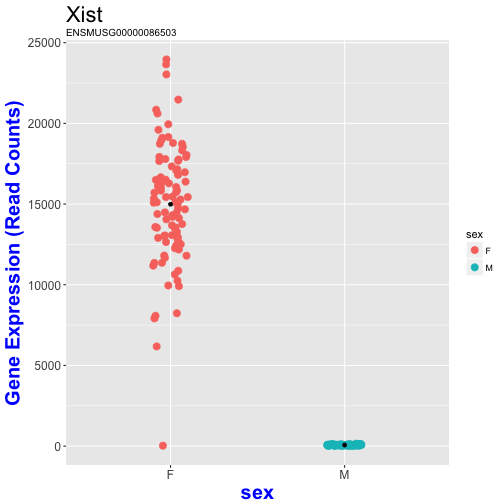 Xist
ENSMUSG00000086503
Gene Expression (Read Counts)
25000
20000
15000
10000
5000
0
F
M
sex
sex
F
M